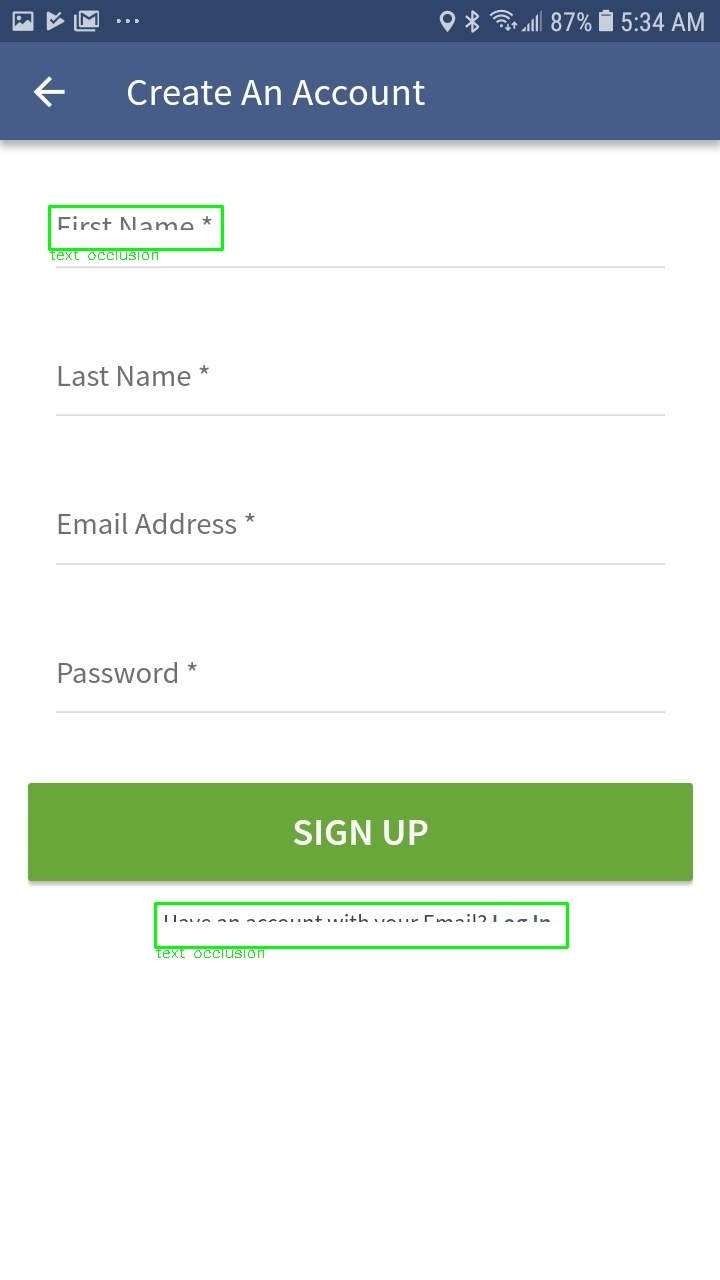 87% 5:34 AM
Create An Account
First Name *
text occlusion
Last Name *
Email Address *
Password *
SIGN UP
Have an account with your Email? Log In
text occlusion